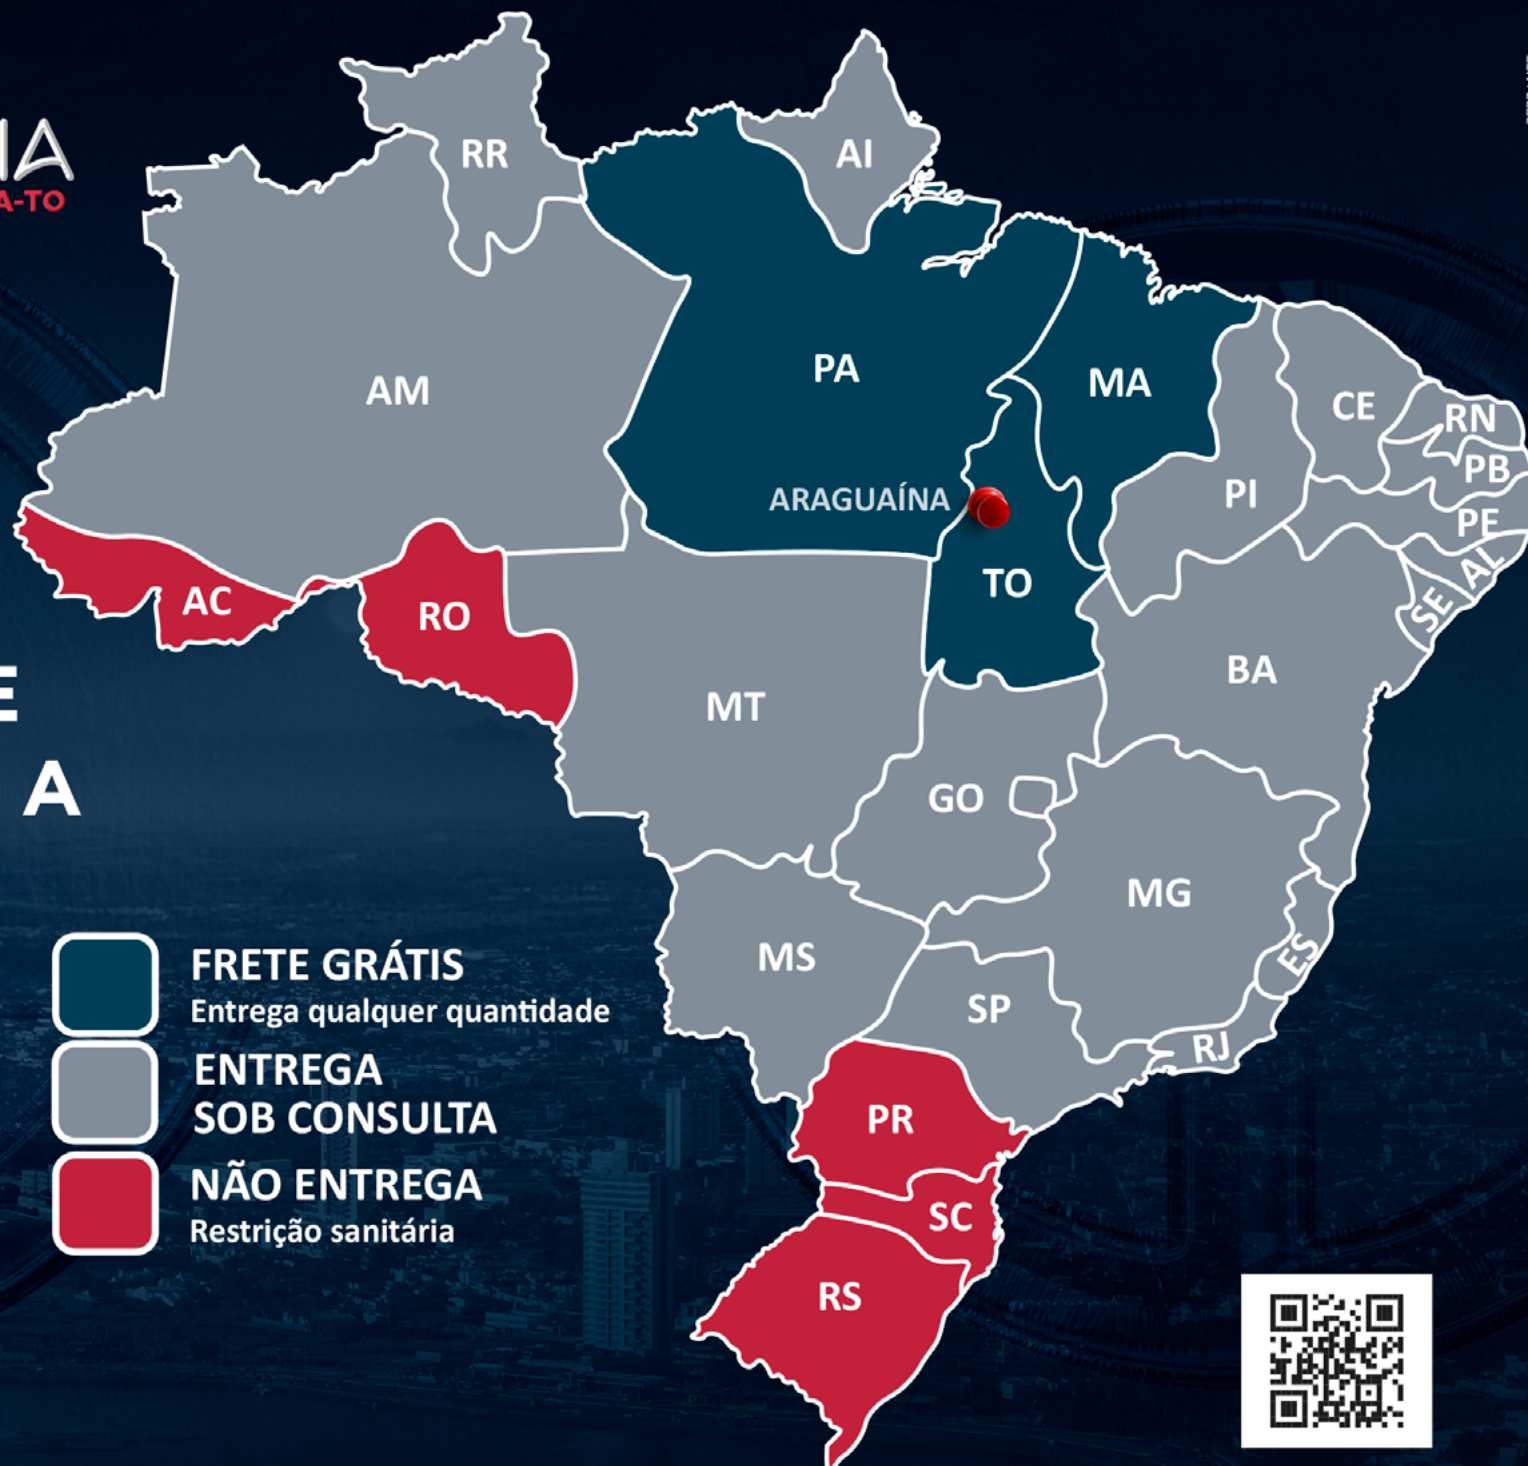 IA
A-TO
RR
AI
AM
PA
MA
CE
RN
PB
PI
PE
ARAGUAÍNA
TO
AL
SE
AC
RO
BA
MT
E
A
GO
MG
MS
ES
SP
RJ
FRETE GRÁTIS
Entrega qualquer quantidade
ENTREGA
SOB CONSULTA
PR
NÃO ENTREGA
Restrição sanitária
SC
RS